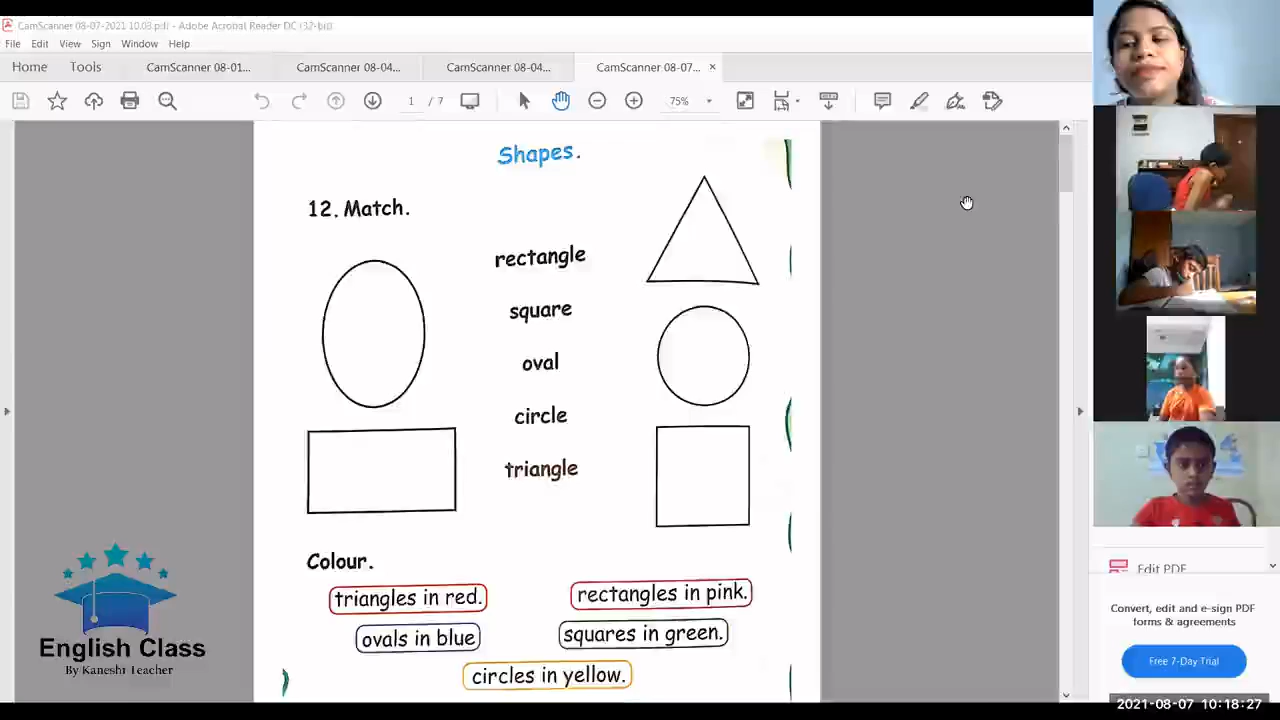 CamScanner 08-07-2021 10.03.pdf - Adobe Acrobat Reader DC (32-bit)
File Edit View Sign Window Help
Home Tools CamScanner 08-01... CamScanner 08-04... CamScanner 08-04... CamScanner 08-07... ×
1 / 7 75%
Shapes.
12. Match.
rectangle
square
oval
circle
triangle
Colour.
triangles in red. rectangles in pink.
ovals in blue squares in green.
circles in yellow.
English Class
By Kaneshi Teacher
Edit PDF
Convert, edit and e-sign PDF
forms & agreements
Free 7-Day Trial
2021-08-07 10:18:27